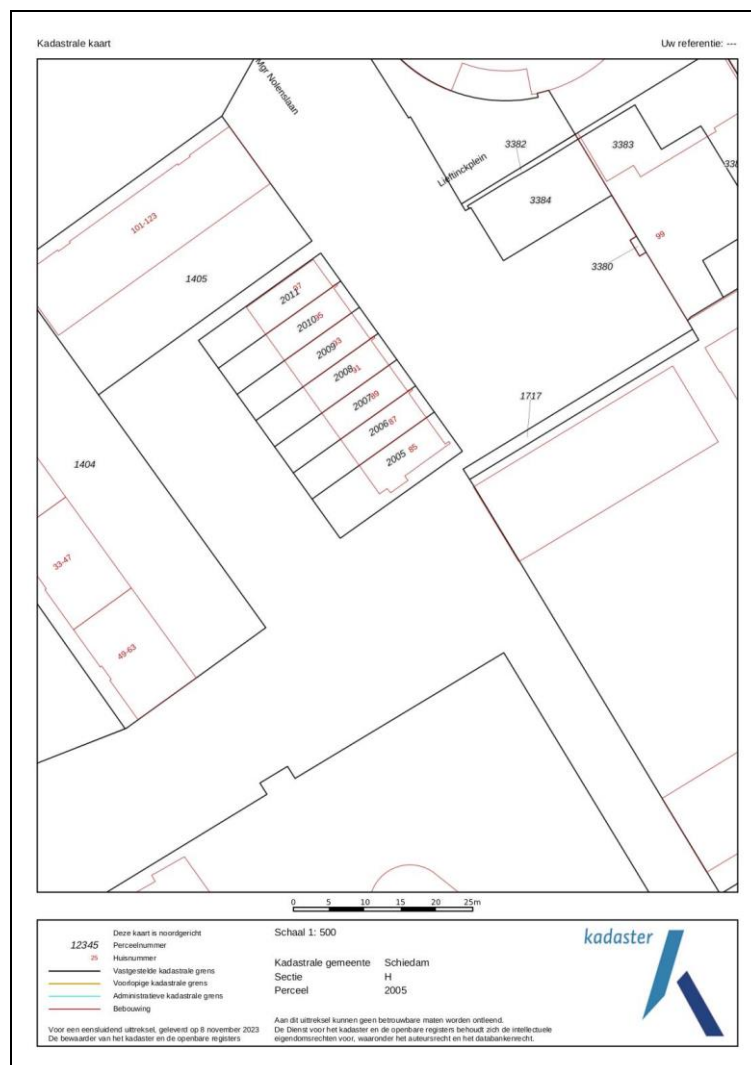 Kadastrale kaart
Uw referentie: ---
Mgr Nolenslaan
Lieftinckplein
3382
3383
3384
3380
99
1717
101-123
1405
2011
97
2010
95
2009
93
2008
91
2007
89
2006
87
2005
85
1404
33-47
49-63
0 5 10 15 20 25m
Deze kaart is noordgericht
12345 Perceelnummer
25 Huisnummer
Vastgestelde kadastrale grens
Voorlopige kadastrale grens
Administratieve kadastrale grens
Bebouwing
Voor een eensluidend uittreksel, geleverd op 8 november 2023
De bewaarder van het kadaster en de openbare registers
Schaal 1: 500
Kadastrale gemeente Schiedam
Sectie H
Perceel 2005
Aan dit uittreksel kunnen geen betrouwbare maten worden ontleend.
De Dienst voor het kadaster en de openbare registers behoudt zich de intellectuele
eigendomsrechten voor, waaronder het auteursrecht en het databankenrecht.
kadaster